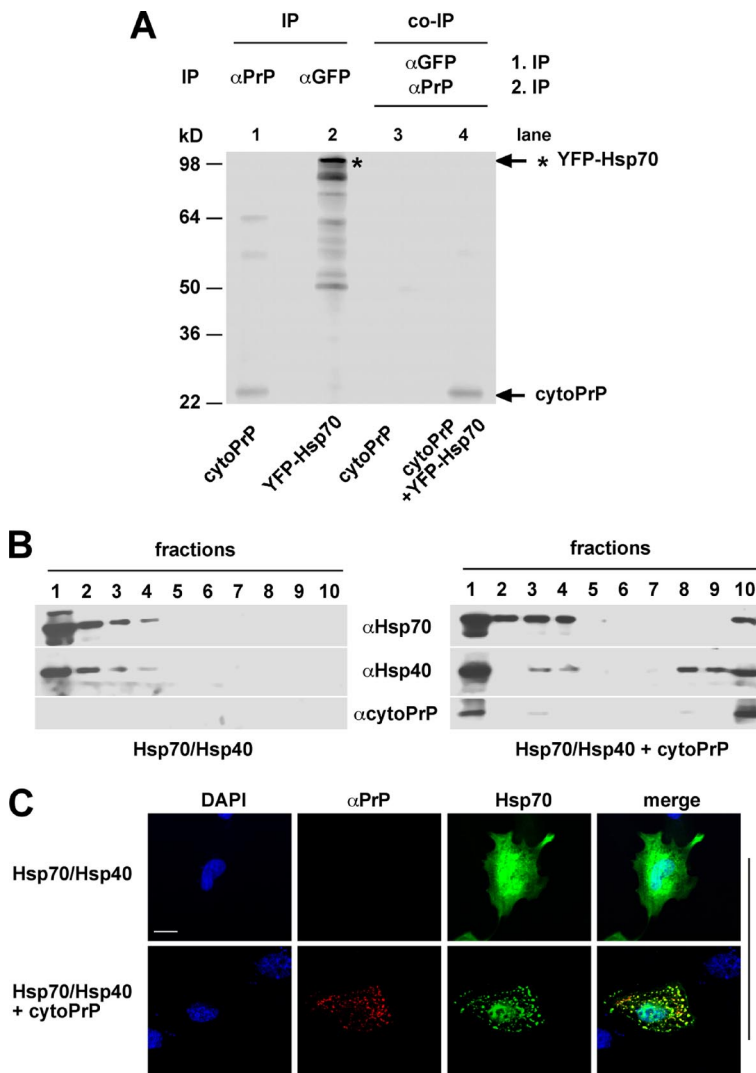 A
IP co-IP
IP αPrP αGFP αGFP 1. IP
αPrP 2. IP
kD 1 2 3 4 lane
98 * * YFP-Hsp70
64
50
36
22 cytoPrP
cytoPrP YFP-Hsp70 cytoPrP cytoPrP
+YFP-Hsp70
B
fractions fractions
1 2 3 4 5 6 7 8 9 10 1 2 3 4 5 6 7 8 9 10
αHsp70
αHsp40
αcytoPrP
Hsp70/Hsp40 Hsp70/Hsp40 + cytoPrP
C
DAPI αPrP Hsp70 merge
Hsp70/Hsp40
Hsp70/Hsp40
+ cytoPrP